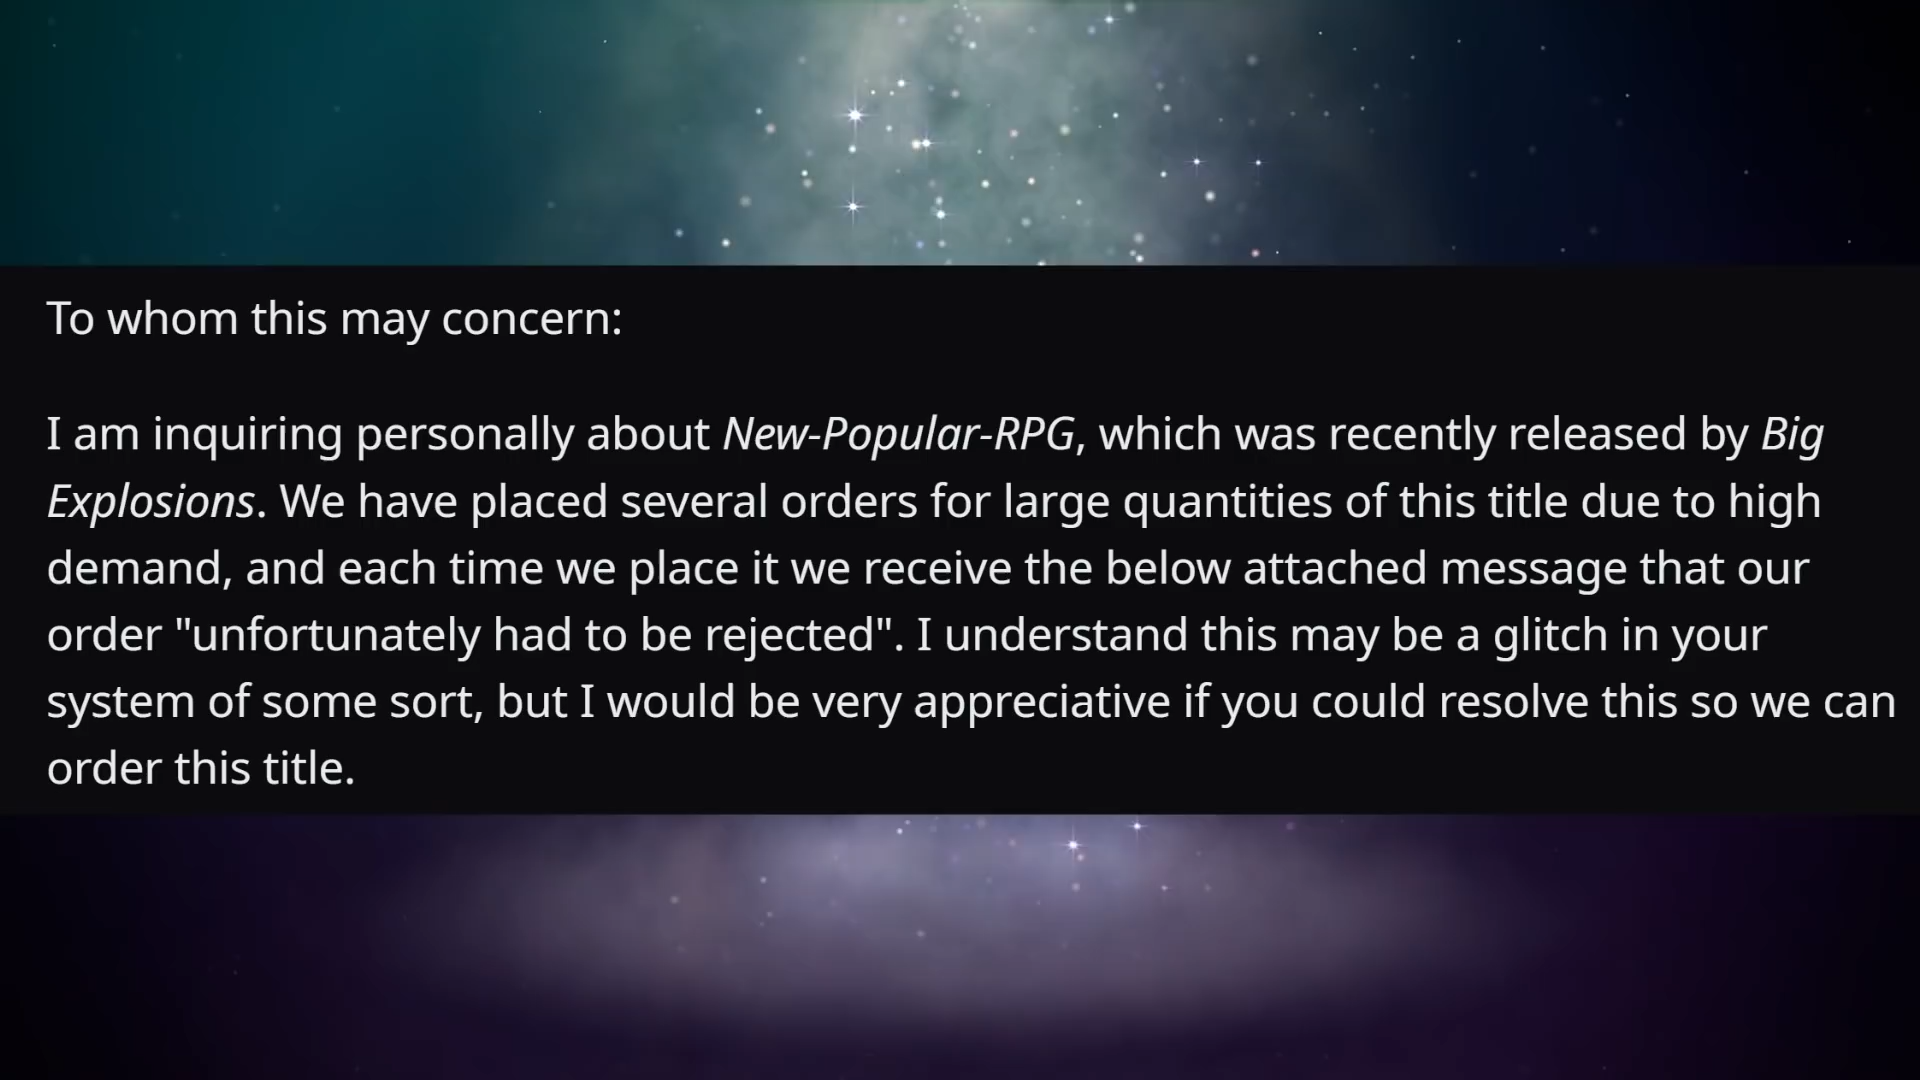 To whom this may concern:
I am inquiring personally about New-Popular-RPG, which was recently released by Big
Explosions. We have placed several orders for large quantities of this title due to high
demand, and each time we place it we receive the below attached message that our
order "unfortunately had to be rejected". I understand this may be a glitch in your
system of some sort, but I would be very appreciative if you could resolve this so we can
order this title.